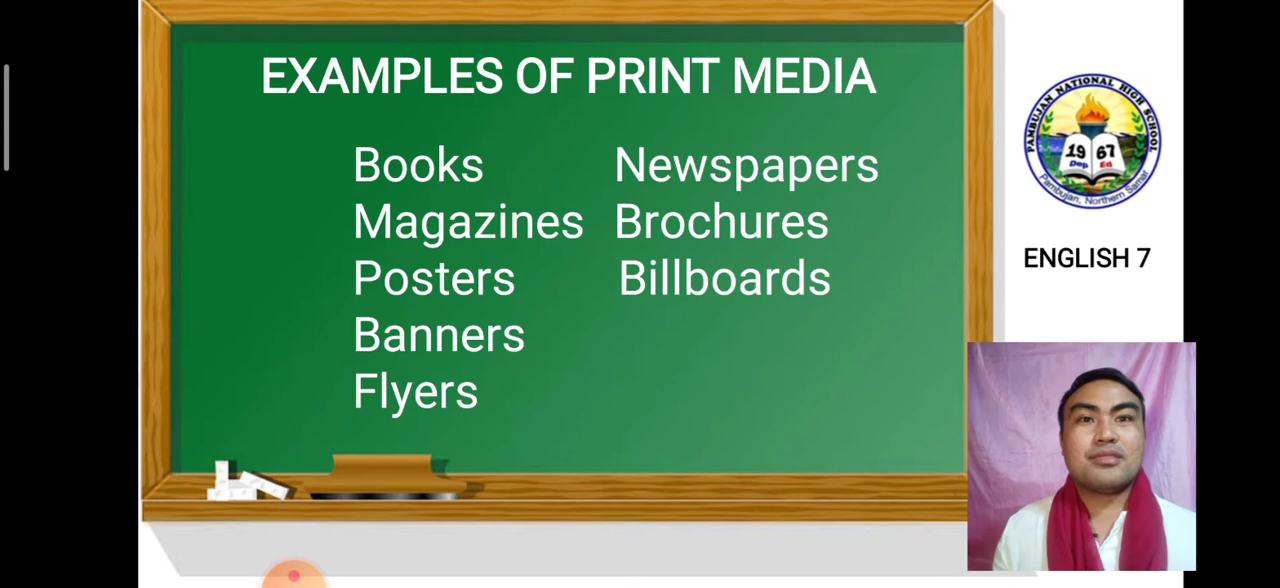 EXAMPLES OF PRINT MEDIA
Books Newspapers
Magazines Brochures
Posters Billboards
Banners
Flyers
PAMBUJAN NATIONAL HIGH SCHOOL
19 67
Dep Ed
Pambujan, Northern Samar
ENGLISH 7